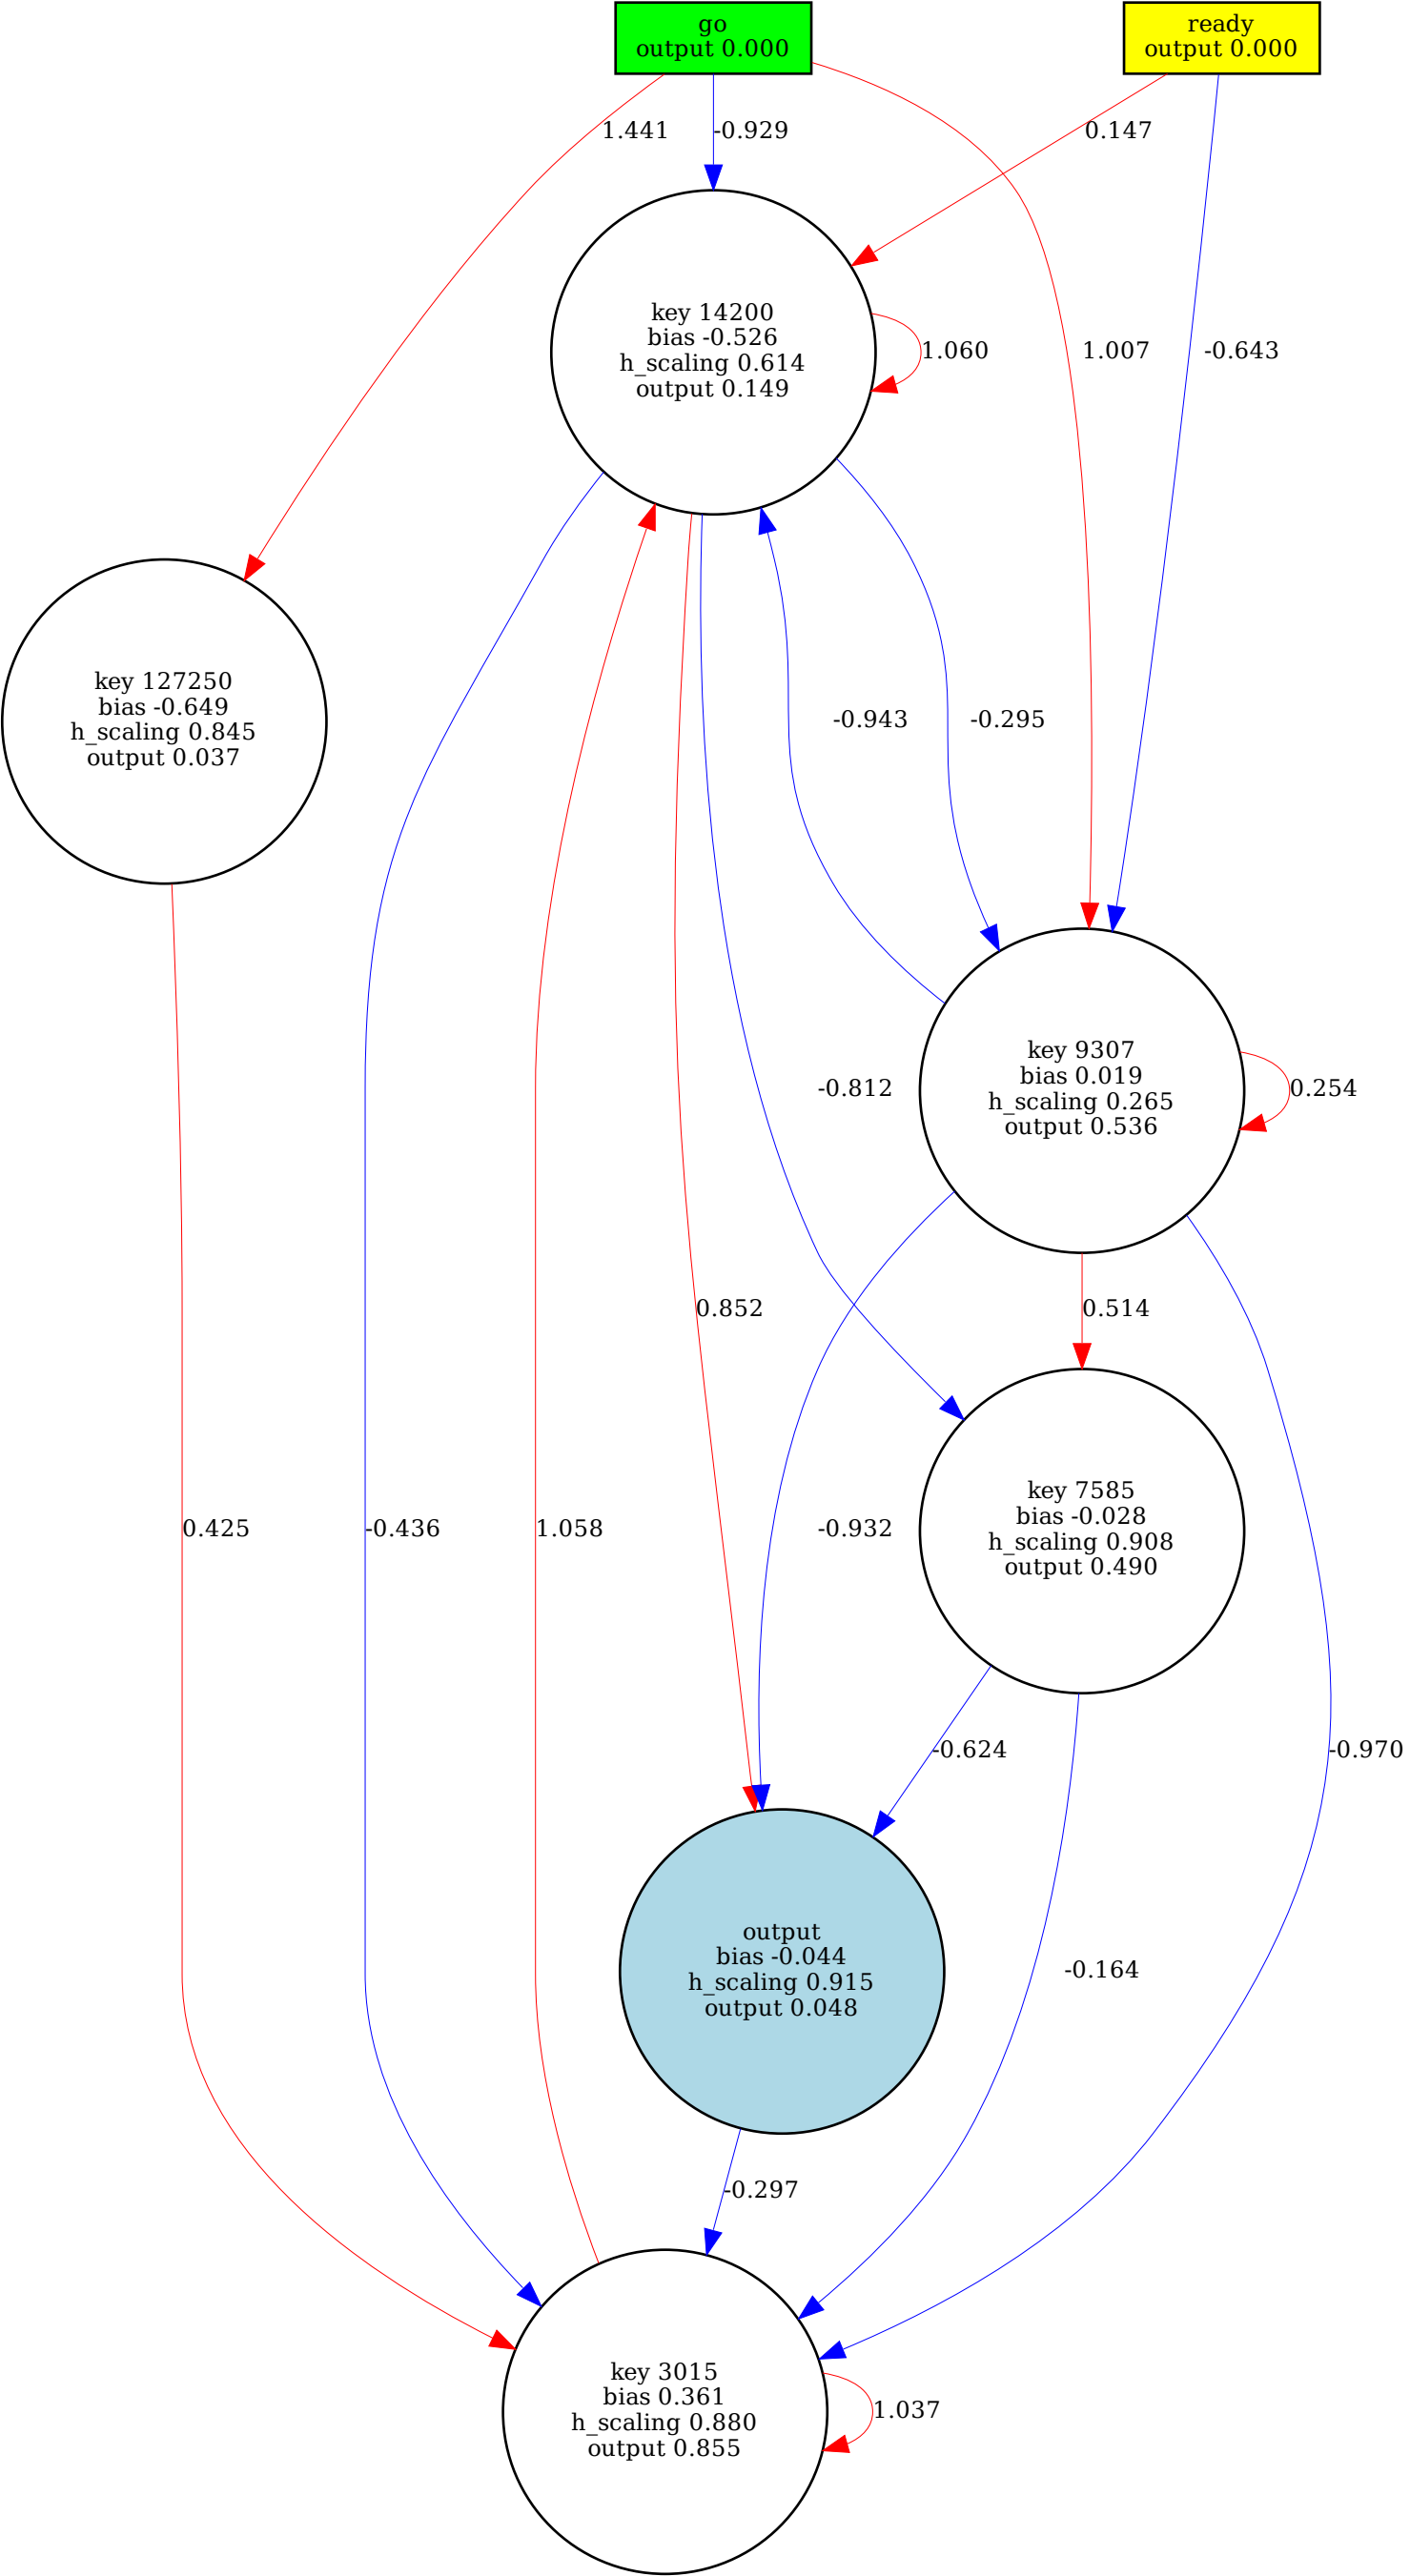 go
output 0.000
ready
output 0.000
1.441
-0.929
0.147
key 14200
bias -0.526
h_scaling 0.614
output 0.149
1.060
1.007
-0.643
key 127250
bias -0.649
h_scaling 0.845
output 0.037
-0.943
-0.295
key 9307
bias 0.019
h_scaling 0.265
output 0.536
-0.812
0.254
0.852
0.514
key 7585
bias -0.028
h_scaling 0.908
output 0.490
0.425
-0.436
1.058
-0.932
-0.624
-0.970
output
bias -0.044
h_scaling 0.915
output 0.048
-0.164
-0.297
key 3015
bias 0.361
h_scaling 0.880
output 0.855
1.037